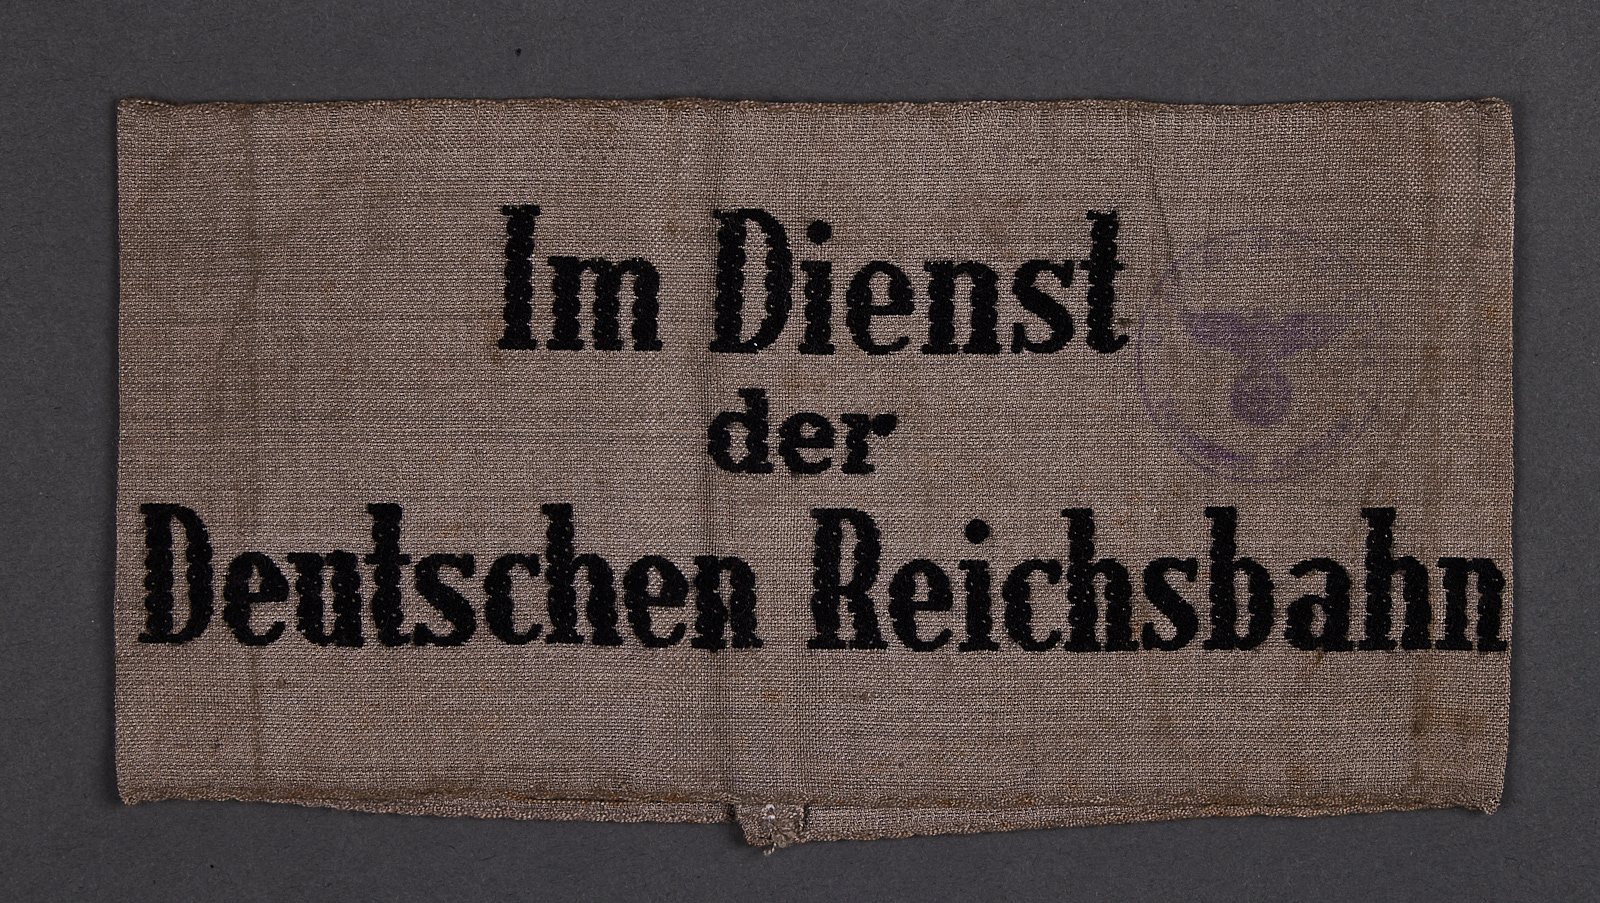 Im Dienst
der
Deutschen Reichsbahn